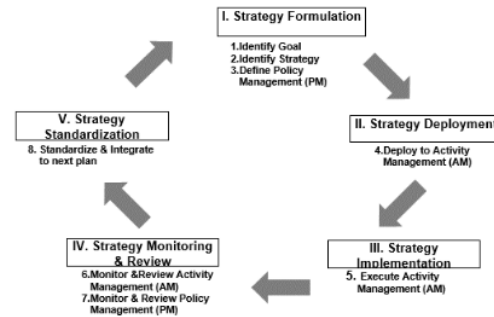 I. Strategy Formulation
1.Identify Goal
2.Identify Strategy
3.Define Policy
Management (PM)
II. Strategy Deployment
4.Deploy to Activity
Management (AM)
III. Strategy
Implementation
5. Execute Activity
Management (AM)
IV. Strategy Monitoring
& Review
6.Monitor &Review Activity
Management (AM)
7.Monitor & Review Policy
Management (PM)
V. Strategy
Standardization
8. Standardize & Integrate
to next plan